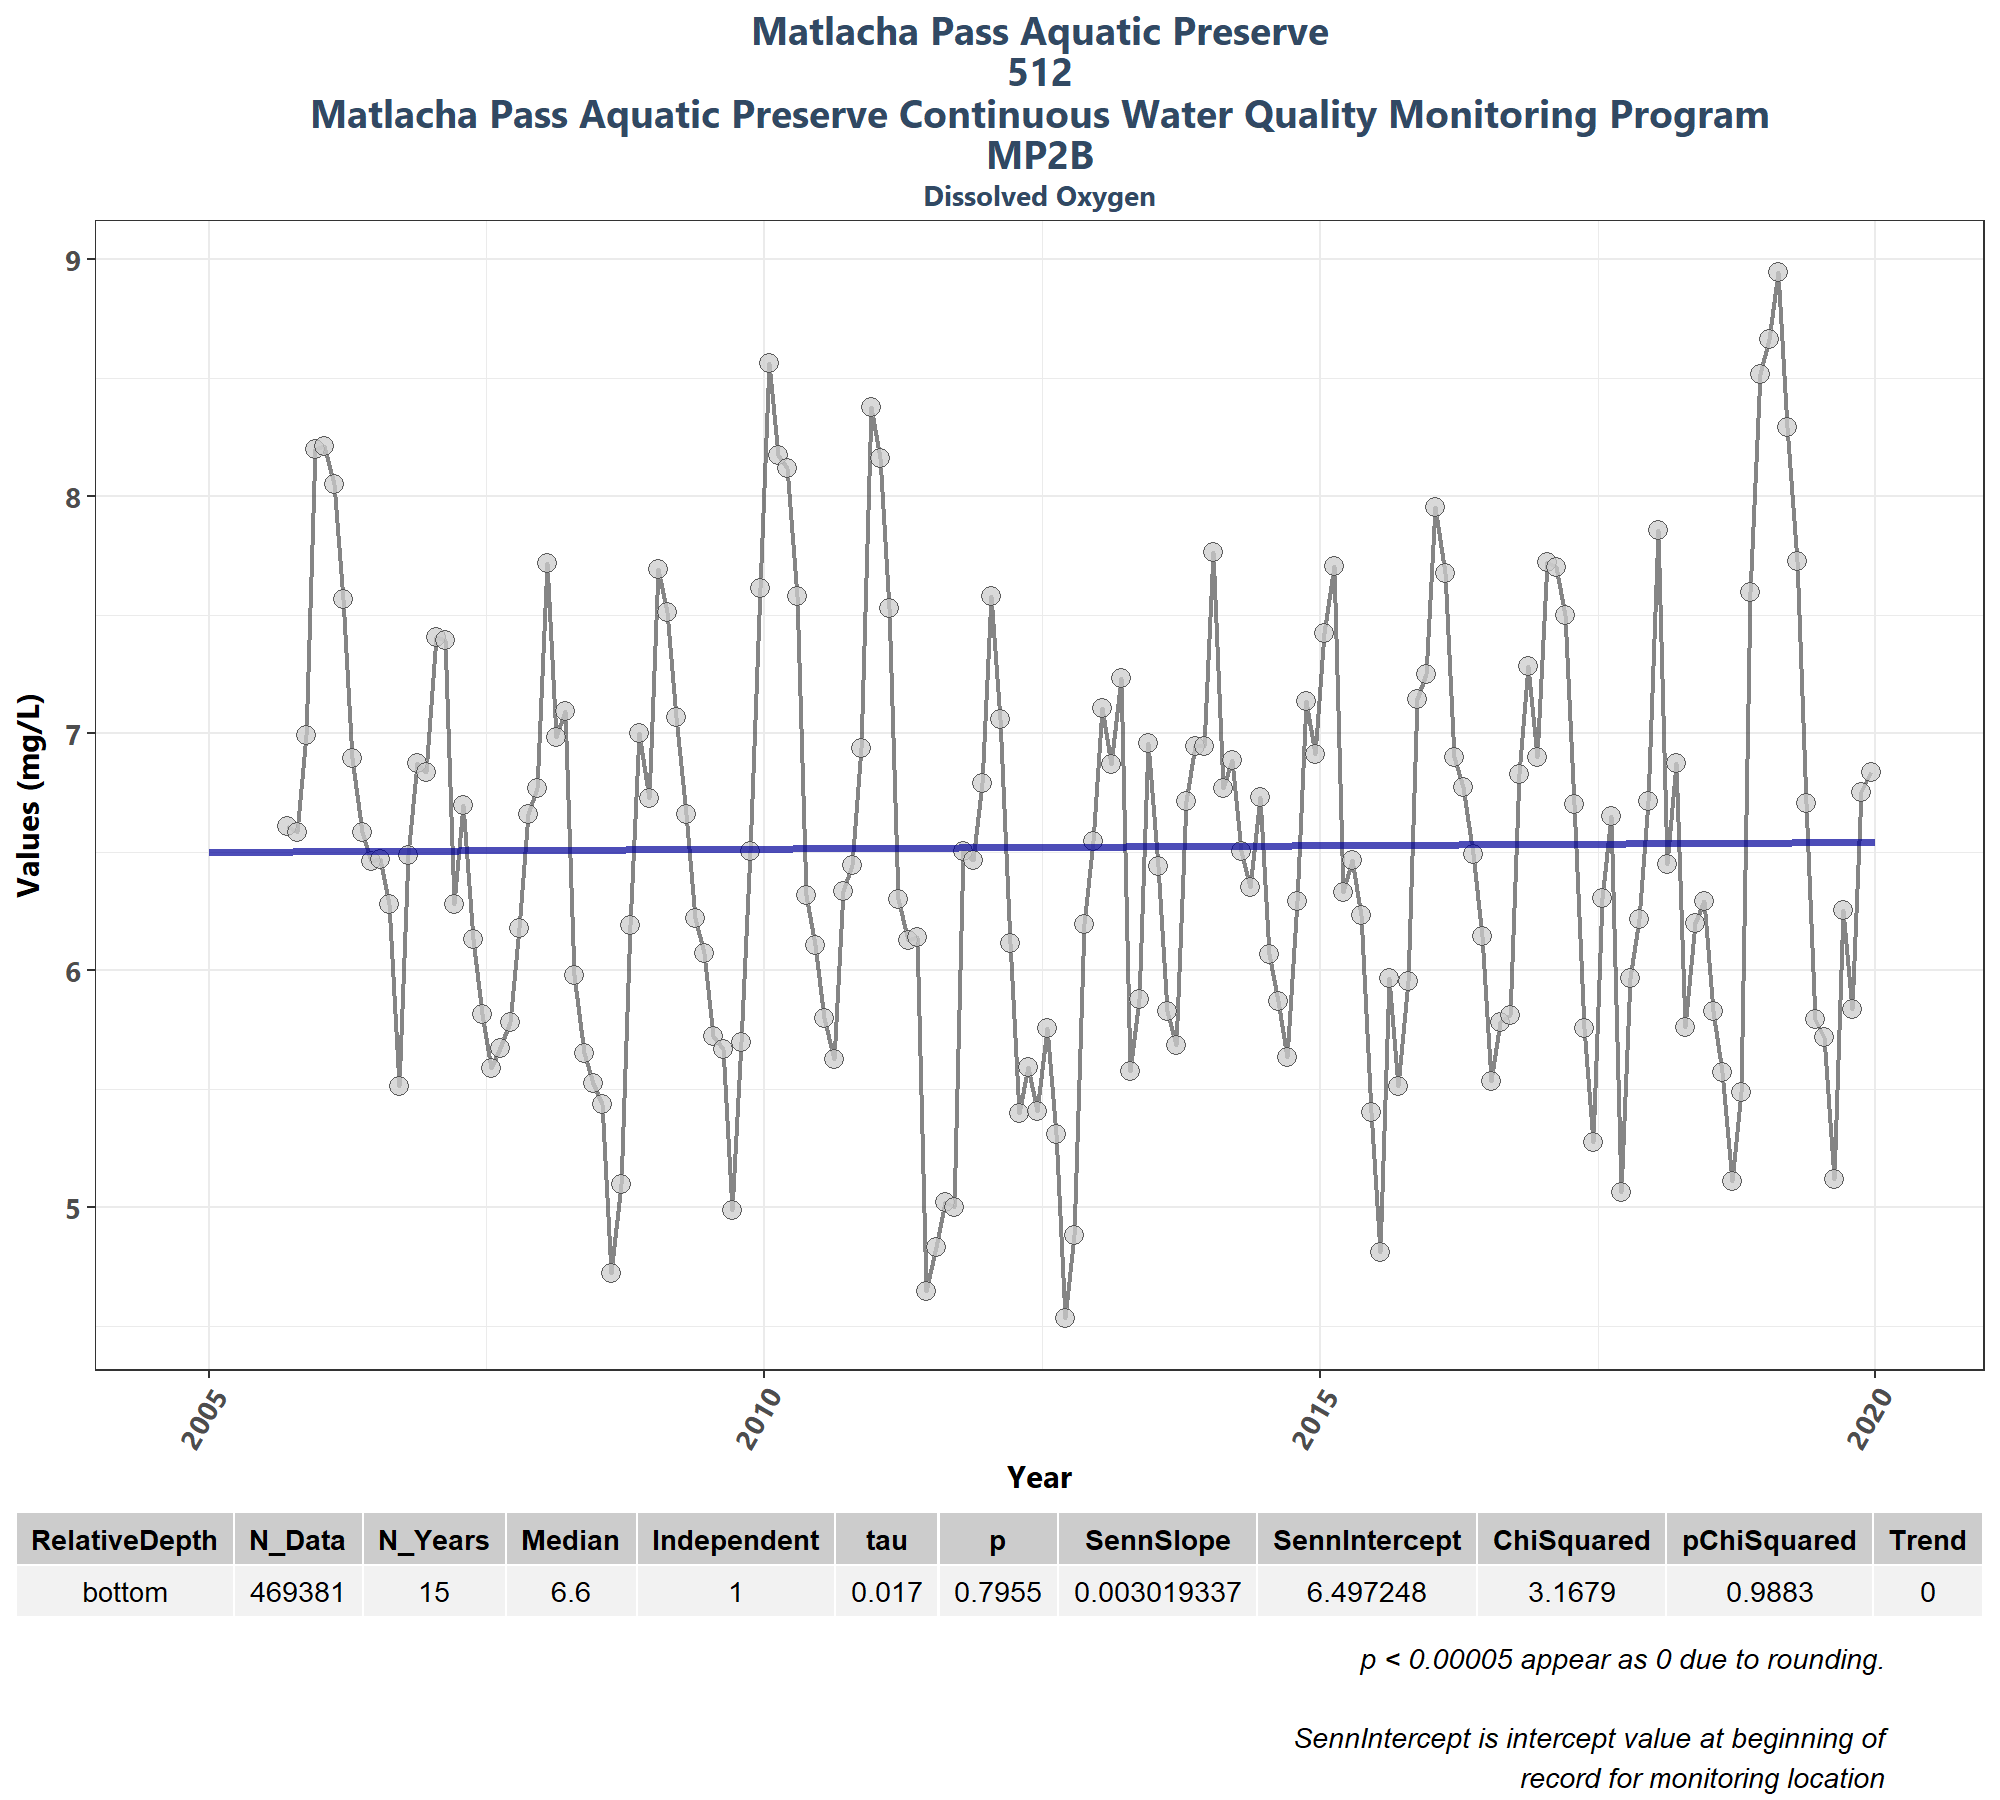 Matlacha Pass Aquatic Preserve
512
Matlacha Pass Aquatic Preserve Continuous Water Quality Monitoring Program
MP2B
Dissolved Oxygen
Values (mg/L)
9
8
7
6
5
2005 2010 2015 2020
Year
RelativeDepth N_Data N_Years Median Independent tau p SennSlope SennIntercept ChiSquared pChiSquared Trend
bottom 469381 15 6.6 1 0.017 0.7955 0.003019337 6.497248 3.1679 0.9883 0
p < 0.00005 appear as 0 due to rounding.
SennIntercept is intercept value at beginning of
record for monitoring location